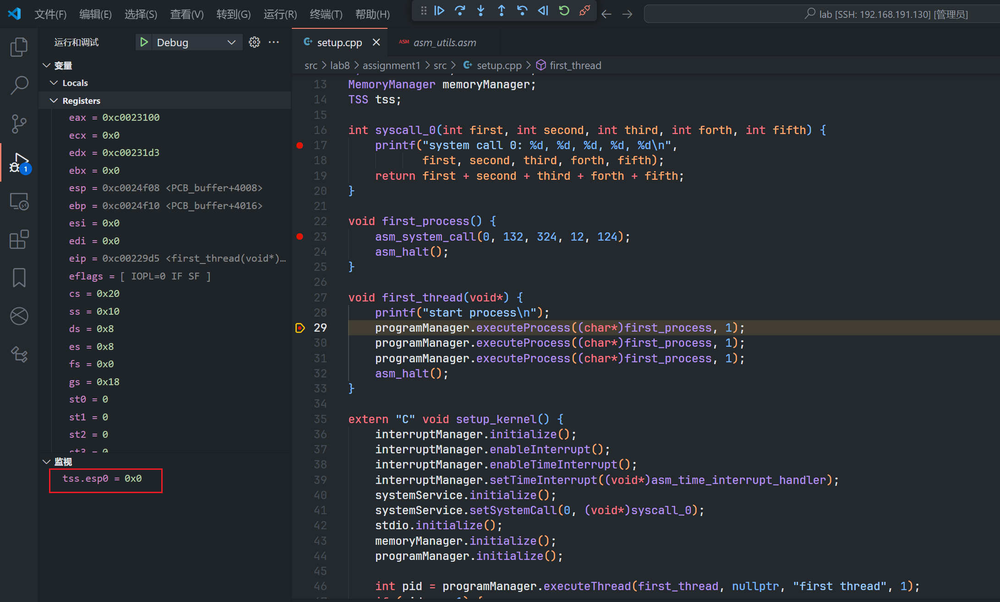 文件(F) 编辑(E) 选择(S) 查看(V) 转到(G) 运行(R) 终端(T) 帮助(H) lab [SSH: 192.168.191.130] [管理员]
运行和调试 Debug
变量
Locals
Registers
eax = 0xc0023100
ecx = 0x0
edx = 0xc00231d3
ebx = 0x0
esp = 0xc0024f08 <PCB_buffer+4008>
ebp = 0xc0024f10 <PCB_buffer+4016>
esi = 0x0
edi = 0x0
eip = 0xc00229d5 <first_thread(void*)…
eflags = [ IOPL=0 IF SF ]
cs = 0x20
ss = 0x10
ds = 0x8
es = 0x8
fs = 0x0
gs = 0x18
st0 = 0
st1 = 0
st2 = 0
st3 = 0
监视
tss.esp0 = 0x0
1
setup.cpp
ASM asm_utils.asm
src > lab8 > assignment1 > src > setup.cpp > first_thread
13 MemoryManager memoryManager;
14 TSS tss;
15
16 int syscall_0(int first, int second, int third, int forth, int fifth) {
17 printf("system call 0: %d, %d, %d, %d, %d\n",
18 first, second, third, forth, fifth);
19 return first + second + third + forth + fifth;
20 }
21
22 void first_process() {
23 asm_system_call(0, 132, 324, 12, 124);
24 asm_halt();
25 }
26
27 void first_thread(void*) {
28 printf("start process\n");
29 programManager.executeProcess((char*)first_process, 1);
30 programManager.executeProcess((char*)first_process, 1);
31 programManager.executeProcess((char*)first_process, 1);
32 asm_halt();
33 }
34
35 extern "C" void setup_kernel() {
36 interruptManager.initialize();
37 interruptManager.enableInterrupt();
38 interruptManager.enableTimeInterrupt();
39 interruptManager.setTimeInterrupt((void*)asm_time_interrupt_handler);
40 systemService.initialize();
41 systemService.setSystemCall(0, (void*)syscall_0);
42 stdio.initialize();
43 memoryManager.initialize();
44 programManager.initialize();
45
46 int pid = programManager.executeThread(first_thread, nullptr, "first thread", 1);